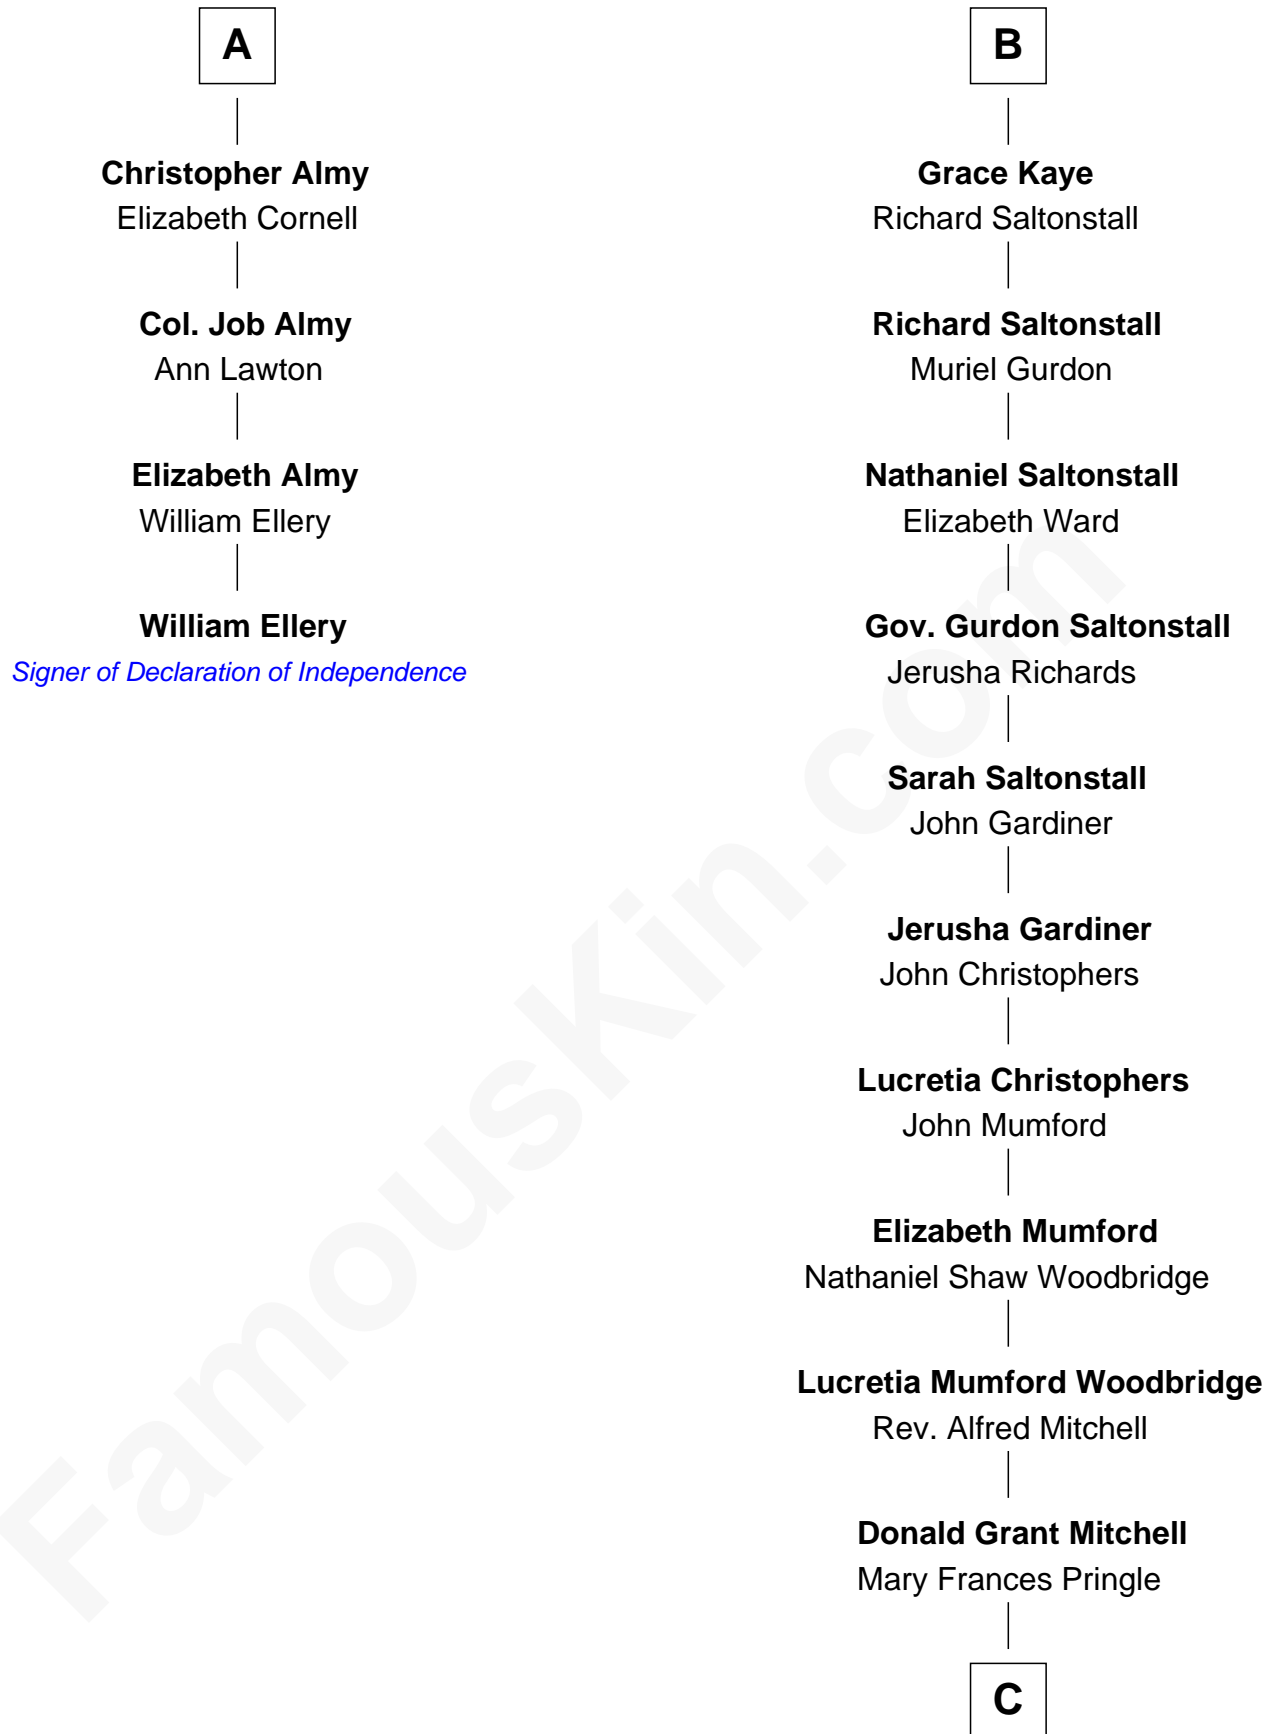 A
Christopher Almy
Elizabeth Cornell
Col. Job Almy
Ann Lawton
Elizabeth Almy
William Ellery
William Ellery
Signer of Declaration of Independence
B
Grace Kaye
Richard Saltonstall
Richard Saltonstall
Muriel Gurdon
Nathaniel Saltonstall
Elizabeth Ward
Gov. Gurdon Saltonstall
Jerusha Richards
Sarah Saltonstall
John Gardiner
Jerusha Gardiner
John Christophers
Lucretia Christophers
John Mumford
Elizabeth Mumford
Nathaniel Shaw Woodbridge
Lucretia Mumford Woodbridge
Rev. Alfred Mitchell
Donald Grant Mitchell
Mary Frances Pringle
C
FamousKin.com